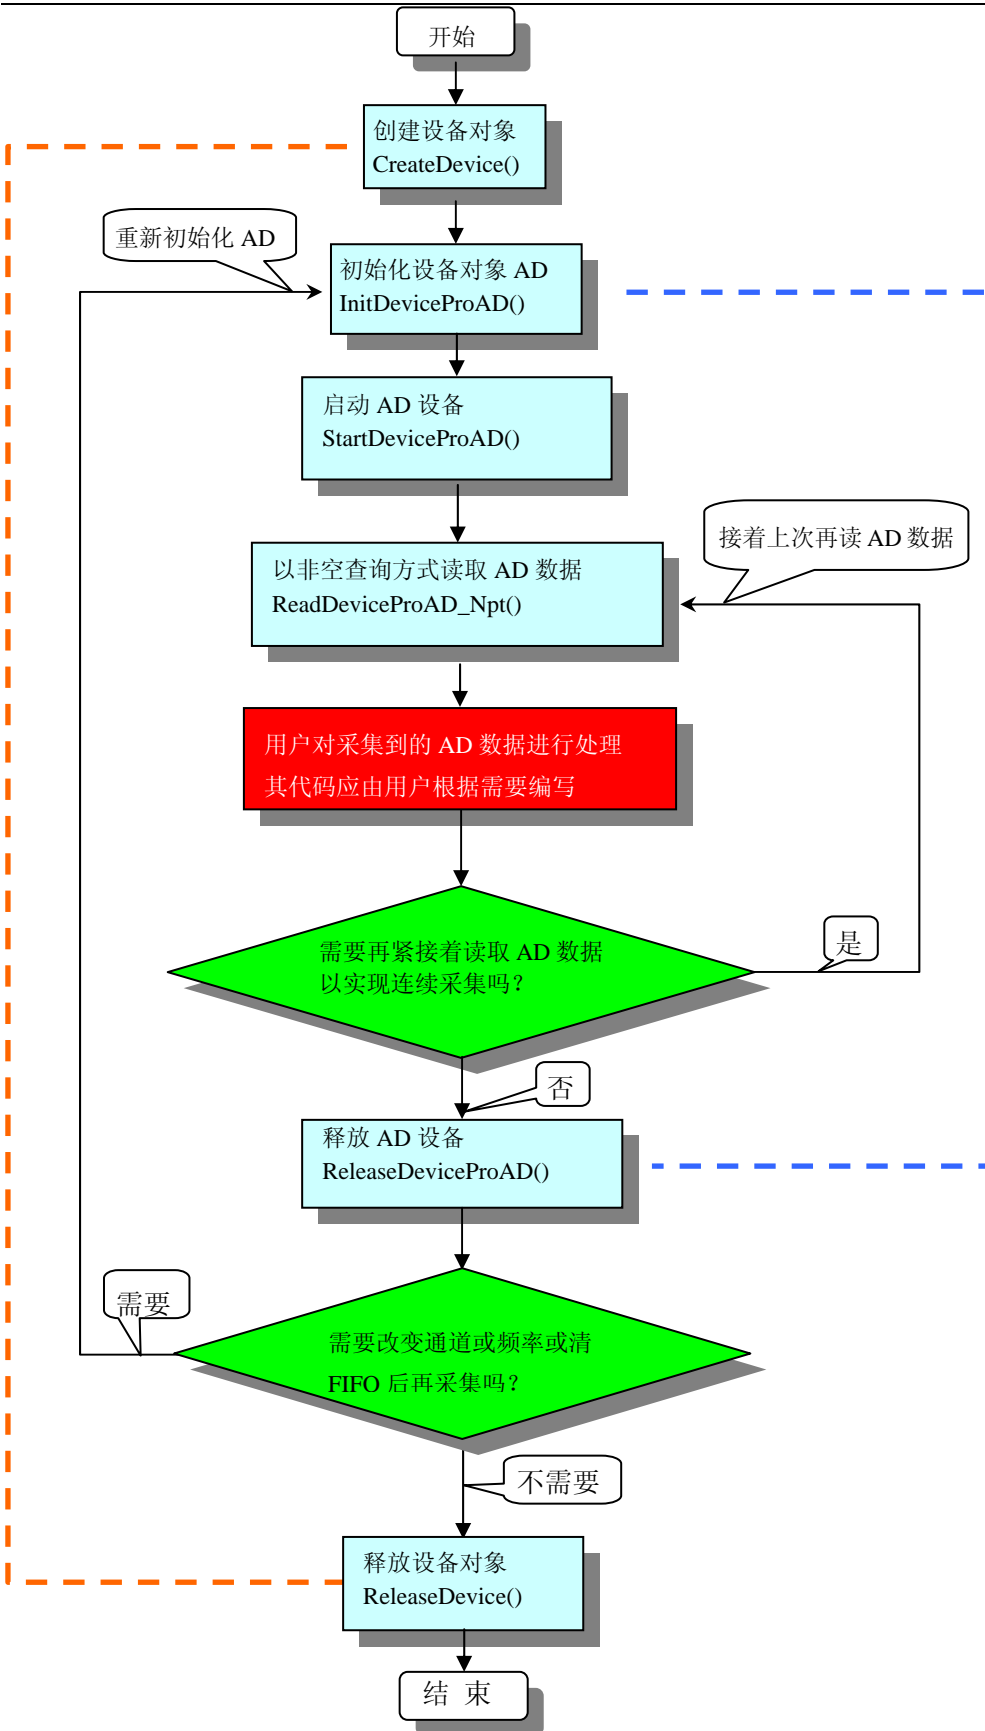 开始
创建设备对象
CreateDevice()
重新初始化 AD
初始化设备对象 AD
InitDeviceProAD()
启动 AD 设备
StartDeviceProAD()
接着上次再读 AD 数据
以非空查询方式读取 AD 数据
ReadDeviceProAD_Npt()
用户对采集到的 AD 数据进行处理
其代码应由用户根据需要编写
需要再紧接着读取 AD 数据
以实现连续采集吗?
是
否
释放 AD 设备
ReleaseDeviceProAD()
需要
需要改变通道或频率或清
FIFO 后再采集吗?
不需要
释放设备对象
ReleaseDevice()
结 束